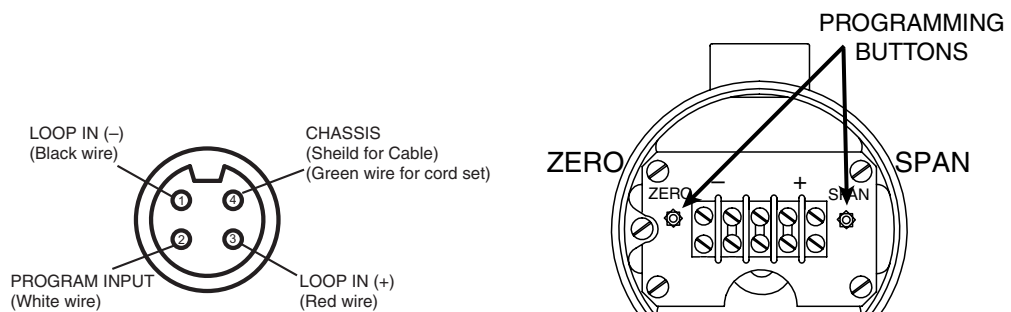 PROGRAMMING
BUTTONS
LOOP IN (–)
(Black wire)
CHASSIS
(Sheild for Cable)
(Green wire for cord set)
1
4
2
3
PROGRAM INPUT
(White wire)
LOOP IN (+)
(Red wire)
ZERO
SPAN
ZERO
–
+
SPAN